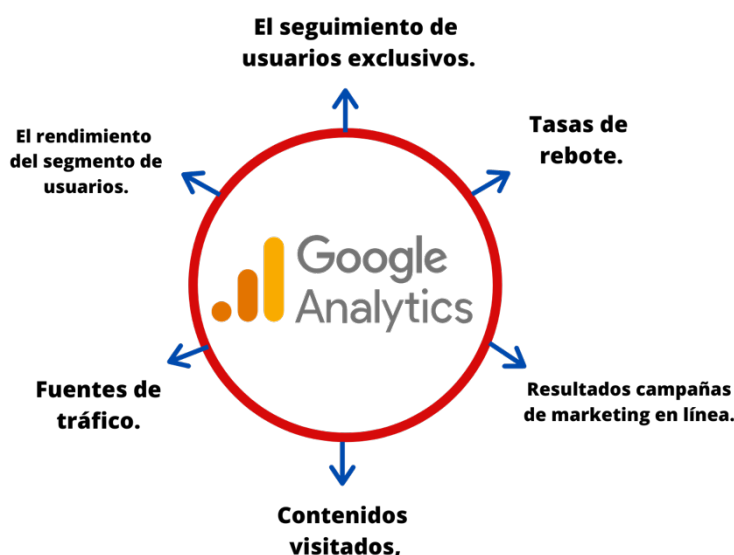 El seguimiento de
usuarios exclusivos.
Tasas de
rebote.
El rendimiento
del segmento de
usuarios.
Google
Analytics
Fuentes de
tráfico.
Resultados campañas
de marketing en línea.
Contenidos
visitados,